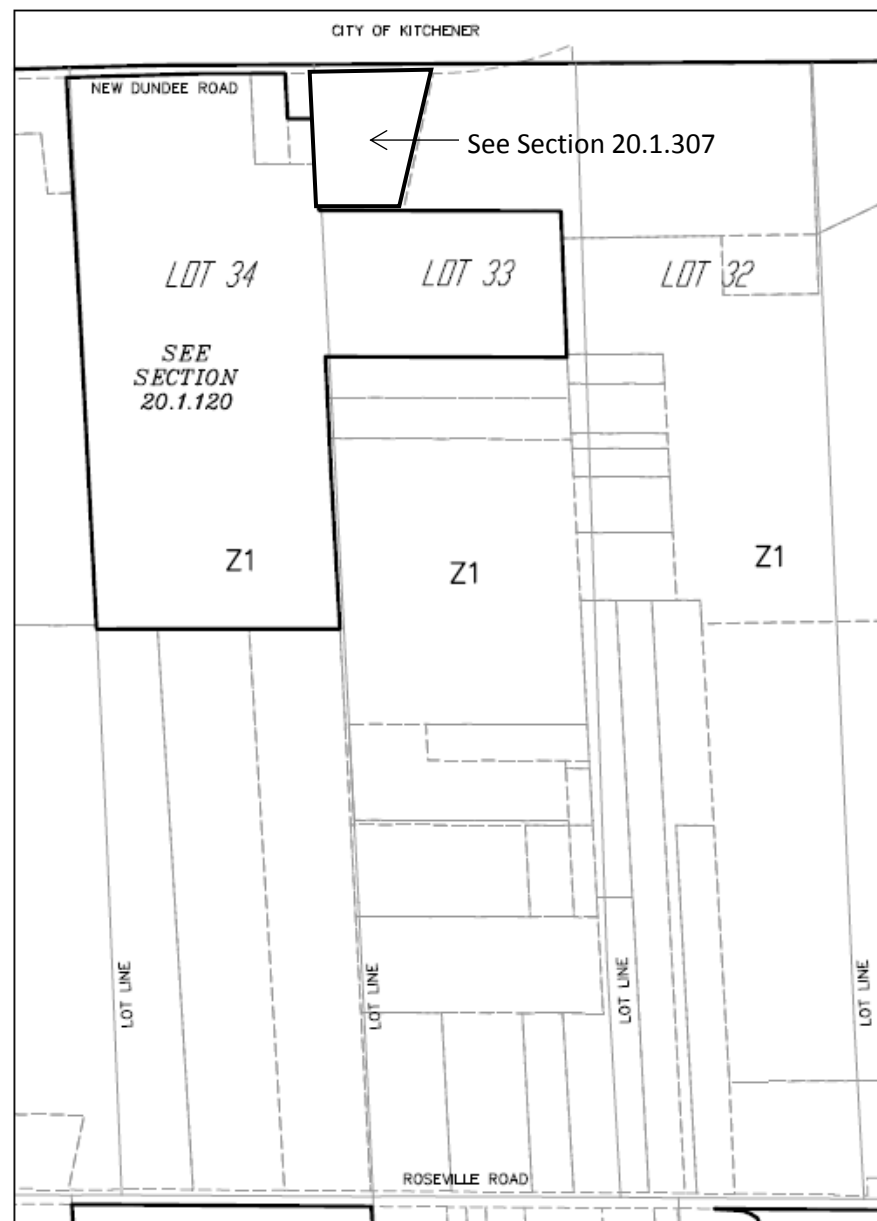 CITY OF KITCHENER
NEW DUNDEE ROAD
See Section 20.1.307
LOT 34
LOT 33
LOT 32
SEE
SECTION
20.1.120
Z1
Z1
Z1
LOT LINE
LOT LINE
LOT LINE
LOT LINE
ROSEVILLE ROAD